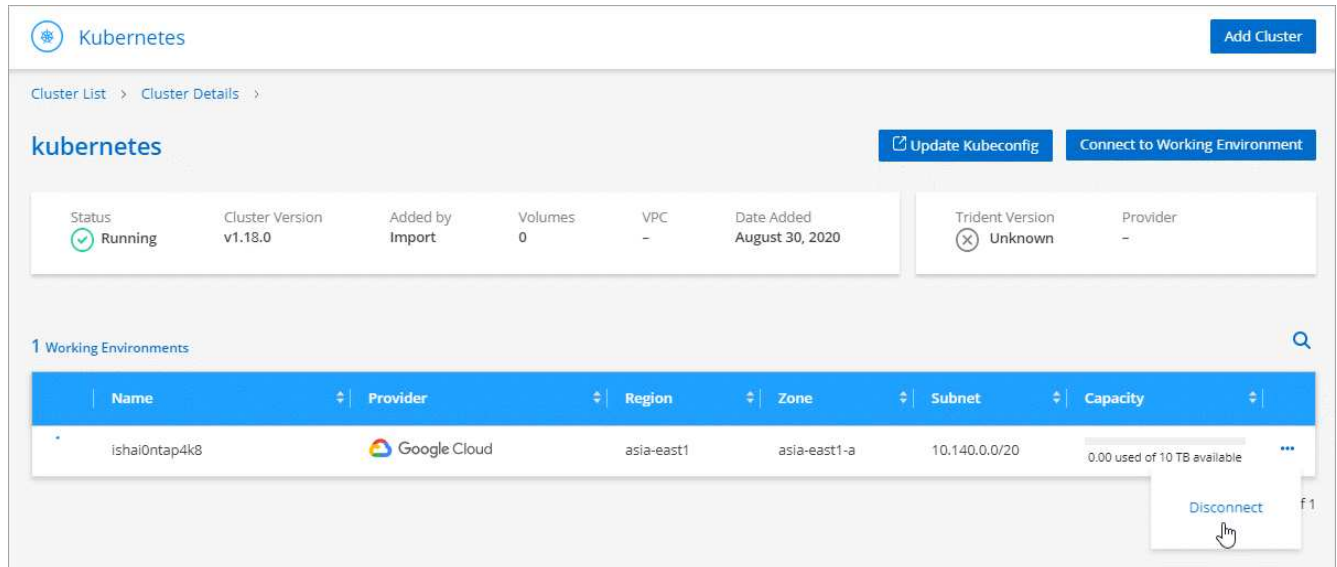 Kubernetes
Add Cluster
Cluster List > Cluster Details >
kubernetes
Update Kubeconfig
Connect to Working Environment
Status Cluster Version Added by Volumes VPC Date Added Trident Version Provider
Running v1.18.0 Import 0 – August 30, 2020 Unknown –
1 Working Environments
Name Provider Region Zone Subnet Capacity
ishai0ntap4k8 Google Cloud asia-east1 asia-east1-a 10.140.0.0/20 0.00 used of 10 TB available
Disconnect
f 1